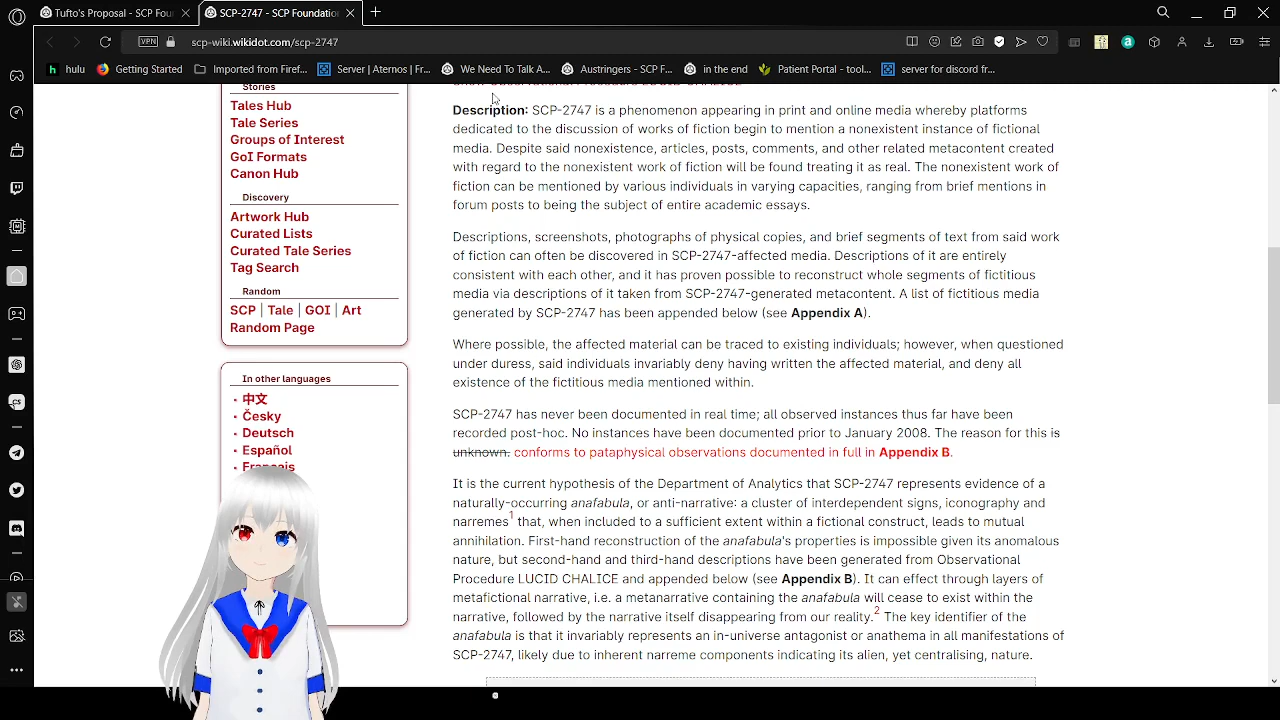 Tufto's Proposal - SCP Foun
SCP-2747 - SCP Foundation
VPN
scp-wiki.wikidot.com/scp-2747
hulu
Getting Started
Imported from Firef...
Server | Aternos | Fr...
We Need To Talk A...
Austringers - SCP F...
in the end
Patient Portal - tool...
server for discord fr...
Stories
Tales Hub
Tale Series
Groups of Interest
GoI Formats
Canon Hub
Discovery
Artwork Hub
Curated Lists
Curated Tale Series
Tag Search
Random
SCP | Tale | GOI | Art
Random Page
In other languages
中文
Česky
Deutsch
Español
Français
Description: SCP-2747 is a phenomenon appearing in print and online media whereby platforms
dedicated to the discussion of works of fiction begin to mention a nonexistent instance of fictional
media. Despite said nonexistence, articles, posts, comments, and other related metacontent created
with regard to the nonexistent work of fiction will be found treating it as real. The nonexistent work of
fiction can be mentioned by various individuals in varying capacities, ranging from brief mentions in
forum posts to being the subject of entire academic essays.
Descriptions, screenshots, photographs of physical copies, and brief segments of text from said work
of fiction can often be discovered in SCP-2747-affected media. Descriptions of it are entirely
consistent with each other, and it has proven possible to reconstruct whole segments of fictitious
media via descriptions of it taken from SCP-2747-generated metacontent. A list of fictitious media
generated by SCP-2747 has been appended below (see Appendix A).
Where possible, the affected material can be traced to existing individuals; however, when questioned
under duress, said individuals invariably deny having written the affected material, and deny all
existence of the fictitious media mentioned within.
SCP-2747 has never been documented in real time; all observed instances thus far have been
recorded post-hoc. No instances have been documented prior to January 2008. The reason for this is
unknown. conforms to pataphysical observations documented in full in Appendix B.
It is the current hypothesis of the Department of Analytics that SCP-2747 represents evidence of a
naturally-occurring anafabula, or anti-narrative: a cluster of interdependent signs, iconography and
narremes1 that, when included to a sufficient extent within a fictional construct, leads to mutual
annihilation. First-hand reconstruction of the anafabula's properties is impossible given its anomalous
nature, but second-hand and third-hand descriptions have been generated from Observational
Procedure LUCID CHALICE and appended below (see Appendix B). It can effect through layers of
metafictional narrative, i.e. a metanarrative containing the anafabula will cease to exist within the
narrative, followed by the narrative itself disappearing from our reality.2 The key identifier of the
anafabula is that it invariably represents an in-universe antagonist or anathema in all manifestations of
SCP-2747, likely due to inherent narreme components indicating its alien, yet centralising, nature.